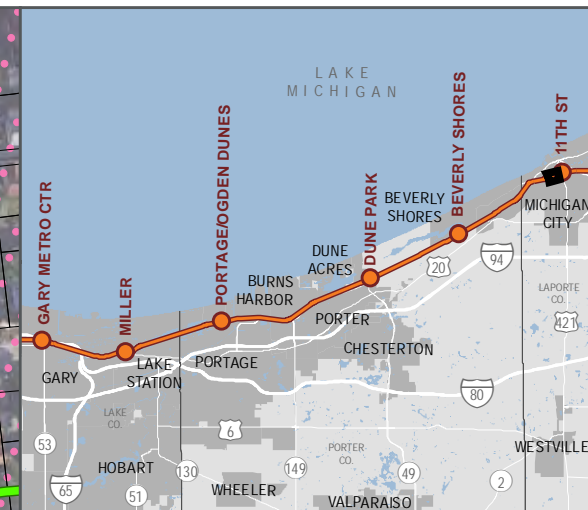 LAKE
MICHIGAN
GARY METRO CTR
MILLER
PORTAGE/OGDEN DUNES
DUNE PARK
BEVERLY SHORES
11TH ST
BEVERLY
SHORES
MICHIGAN
CITY
DUNE
ACRES
20
94
BURNS
HARBOR
LAPORTE
CO.
421
PORTER
CHESTERTON
PORTAGE
LAKE
STATION
GARY
80
LAKE
CO.
6
53
PORTER
CO.
WESTVILLE
HOBART
130
149
49
2
65
51
WHEELER
VALPARAISO